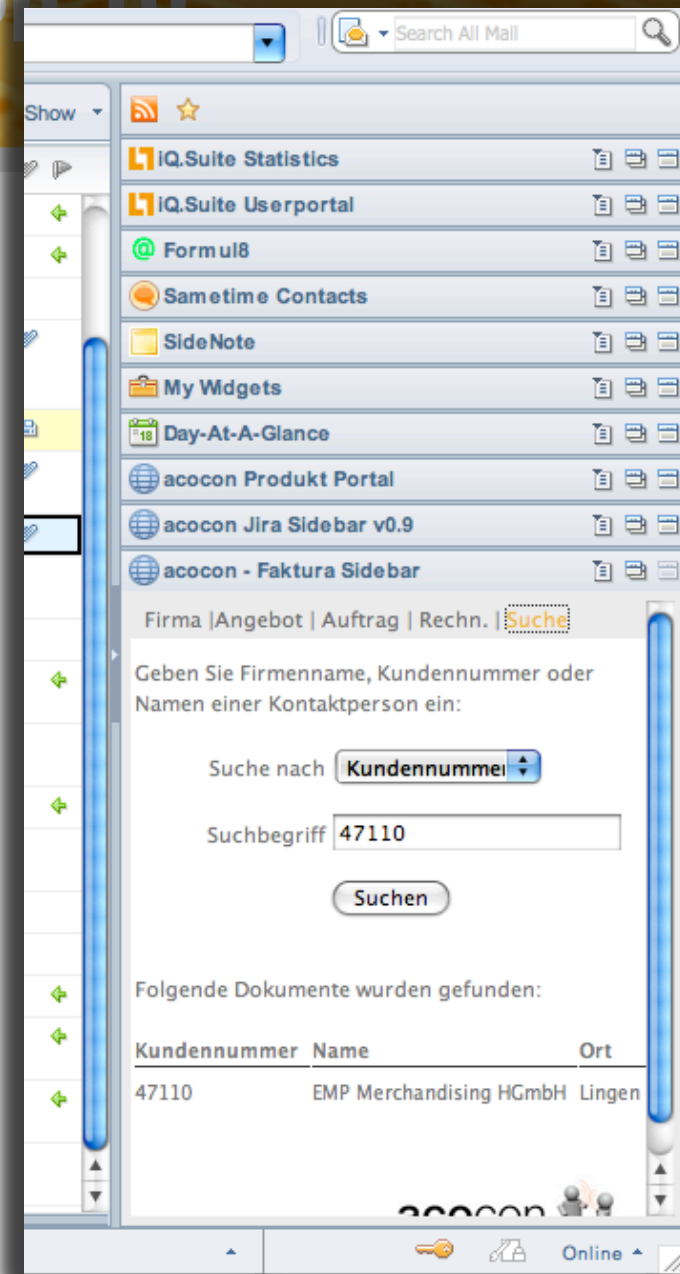 Search All Mail
Show
iQ.Suite Statistics
iQ.Suite Userportal
@ Formul8
Sametime Contacts
SideNote
My Widgets
18 Day-At-A-Glance
acocon Produkt Portal
acocon Jira Sidebar v0.9
acocon - Faktura Sidebar
Firma |Angebot | Auftrag | Rechn. | Suche
Geben Sie Firmenname, Kundennummer oder
Namen einer Kontaktperson ein:
Suche nach Kundennummer
Suchbegriff 47110
Suchen
Folgende Dokumente wurden gefunden:
Kundennummer Name Ort
47110 EMP Merchandising HGmbH Lingen
acocon
Online